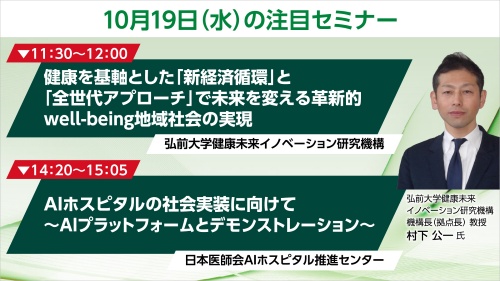 10月19日（水）の注目セミナー
▼11:30～12:00
健康を基軸とした「新経済循環」と
「全世代アプローチ」で未来を変える革新的
well-being地域社会の実現
弘前大学健康未来イノベーション研究機構
▼14:20～15:05
AIホスピタルの社会実装に向けて
～AIプラットフォームとデモンストレーション～
日本医師会AIホスピタル推進センター
弘前大学健康未来
イノベーション研究機構
機構長（拠点長） 教授
村下 公一 氏